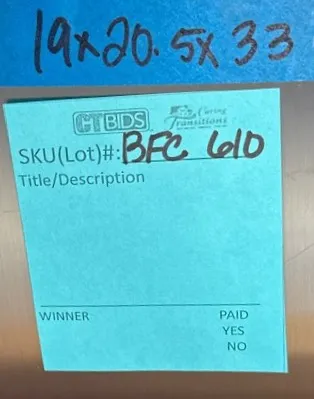 19x20.5x33
CTBIDS Caring Transitions
SKU(Lot)#: BFC 610
Title/Description
WINNER PAID
YES
NO